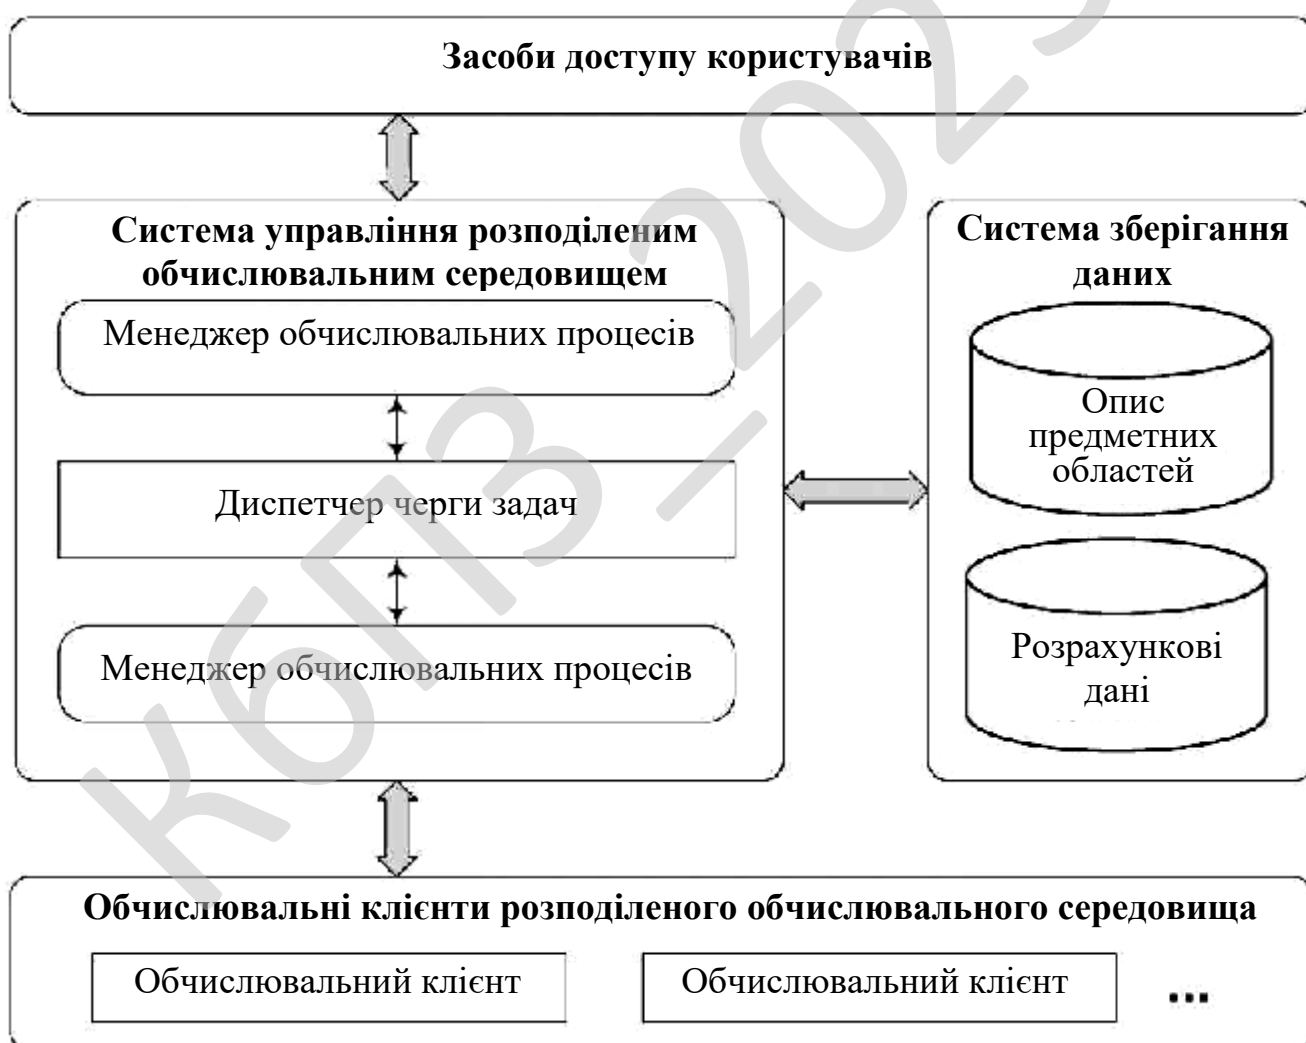 Засоби доступу користувачів
Система управління розподіленим
обчислювальним середовищем
Менеджер обчислювальних процесів
Диспетчер черги задач
Менеджер обчислювальних процесів
Система зберігання
даних
Опис
предметних
областей
Розрахункові
дані
Обчислювальні клієнти розподіленого обчислювального середовища
Обчислювальний клієнт
Обчислювальний клієнт
...